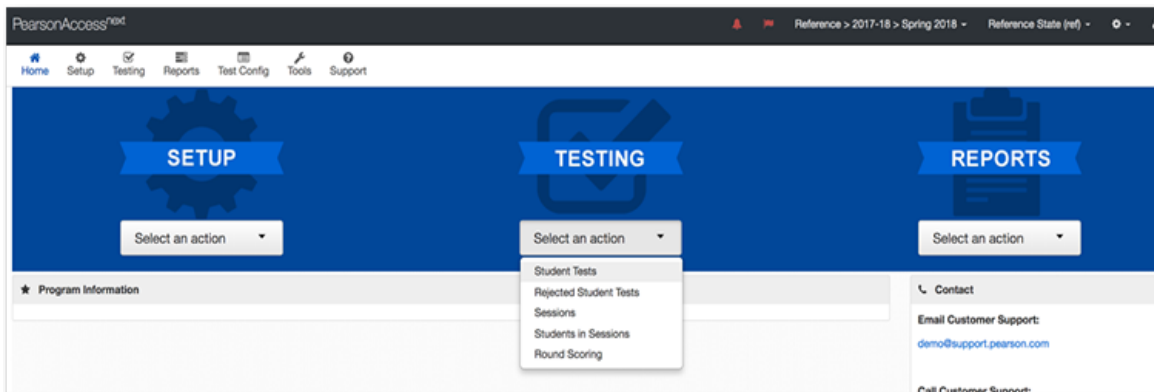 PearsonAccessnext
Reference > 2017-18 > Spring 2018
Reference State (ref)
Home
Setup
Testing
Reports
Test Config
Tools
Support
SETUP
TESTING
REPORTS
Select an action
Select an action
Select an action
Student Tests
Rejected Student Tests
Sessions
Students in Sessions
Round Scoring
Program Information
Contact
Email Customer Support:
demo@support.pearson.com
Call Customer Support: